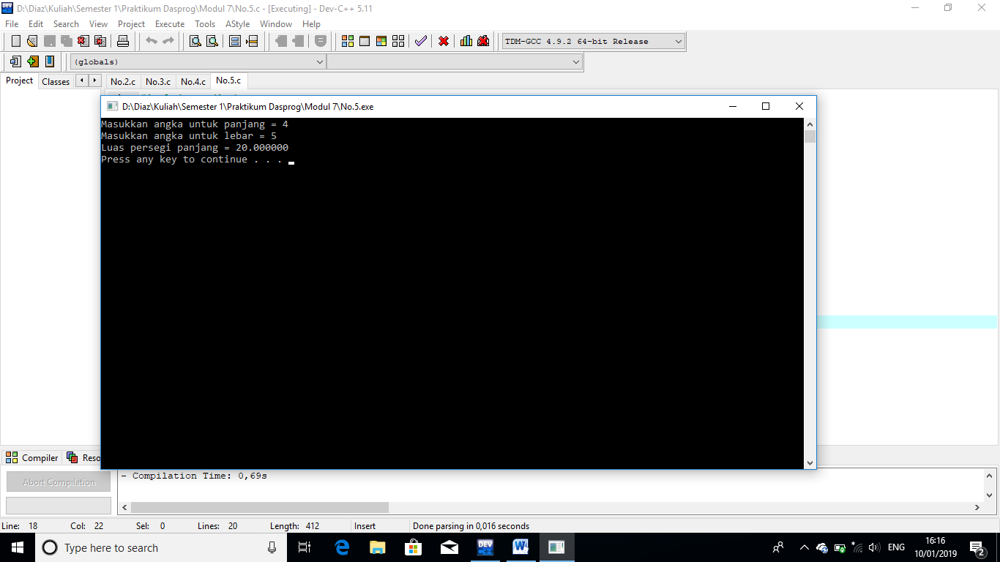 D:\Diaz\Kuliah\Semester 1\Praktikum Dasprog\Modul 7\No.5.c - [Executing] - Dev-C++ 5.11
File Edit Search View Project Execute Tools AStyle Window Help
TDM-GCC 4.9.2 64-bit Release
(globals)
Project Classes No.2.c No.3.c No.4.c No.5.c
D:\Diaz\Kuliah\Semester 1\Praktikum Dasprog\Modul 7\No.5.exe
Masukkan angka untuk panjang = 4
Masukkan angka untuk lebar = 5
Luas persegi panjang = 20.000000
Press any key to continue . . .
Compiler Reso
Abort Compilation
- Compilation Time: 0,69s
Line: 18 Col: 22 Sel: 0 Lines: 20 Length: 412 Insert Done parsing in 0,016 seconds
Type here to search
DEV
ENG
16:16
10/01/2019
2